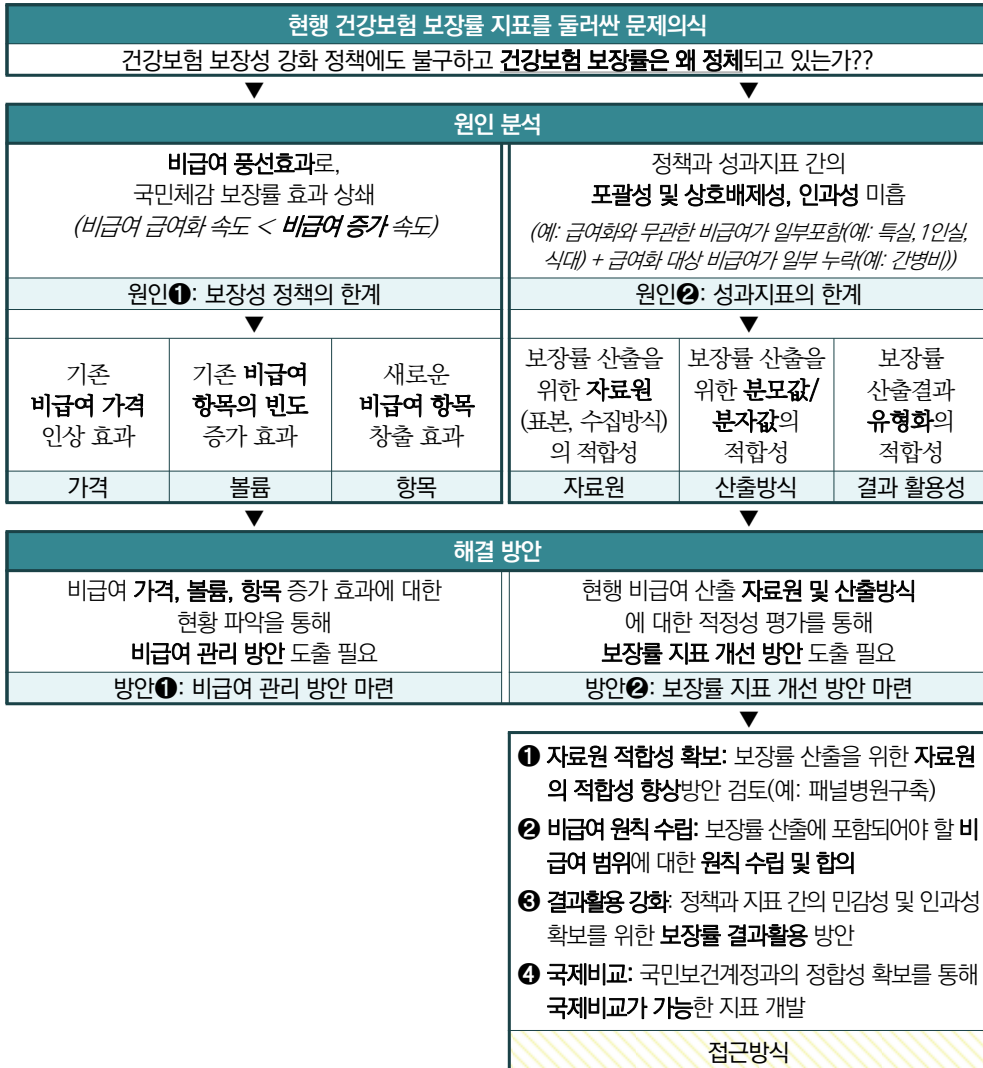 현행 건강보험 보장률 지표를 둘러싼 문제의식
건강보험 보장성 강화 정책에도 불구하고 건강보험 보장률은 왜 정체되고 있는가??
▼ ▼
원인 분석
비급여 풍선효과로,
국민체감 보장률 효과 상쇄
(비급여 급여화 속도 < 비급여 증가 속도)
원인❶: 보장성 정책의 한계
정책과 성과지표 간의
포괄성 및 상호배제성, 인과성 미흡
(예: 급여화와 무관한 비급여가 일부포함(예: 특실, 1인실,
식대) + 급여화 대상 비급여가 일부 누락(예: 간병비))
원인❷: 성과지표의 한계
▼ ▼
기존
비급여 가격
인상 효과
가격
기존 비급여
항목의 빈도
증가 효과
볼륨
새로운
비급여 항목
창출 효과
항목
보장률 산출을
위한 자료원
(표본, 수집방식)
의 적합성
자료원
보장률 산출을
위한 분모값/
분자값의
적합성
산출방식
보장률
산출결과
유형화의
적합성
결과 활용성
▼ ▼
해결 방안
비급여 가격, 볼륨, 항목 증가 효과에 대한
현황 파악을 통해
비급여 관리 방안 도출 필요
방안❶: 비급여 관리 방안 마련
현행 비급여 산출 자료원 및 산출방식
에 대한 적정성 평가를 통해
보장률 지표 개선 방안 도출 필요
방안❷: 보장률 지표 개선 방안 마련
▼
❶ 자료원 적합성 확보: 보장률 산출을 위한 자료원
의 적합성 향상방안 검토(예: 패널병원구축)
❷ 비급여 원칙 수립: 보장률 산출에 포함되어야 할 비
급여 범위에 대한 원칙 수립 및 합의
❸ 결과활용 강화: 정책과 지표 간의 민감성 및 인과성
확보를 위한 보장률 결과활용 방안
❹ 국제비교: 국민보건계정과의 정합성 확보를 통해
국제비교가 가능한 지표 개발
접근방식